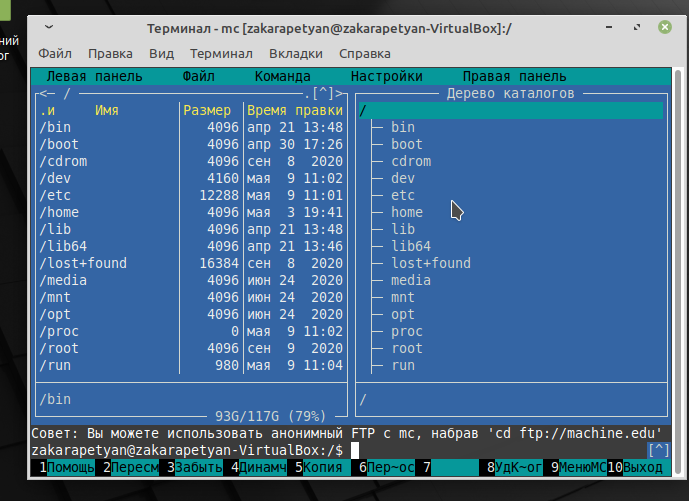 ний
ог
Терминал - mc [zakarapetyan@zakarapetyan-VirtualBox]:/
Файл Правка Вид Терминал Вкладки Справка
Левая панель Файл Команда Настройки Правая панель
<— / .[^]> Дерево каталогов
.и Имя Размер Время правки /
/bin 4096 апр 21 13:48 bin
/boot 4096 апр 30 17:26 boot
/cdrom 4096 сен 8 2020 cdrom
/dev 4160 мая 9 11:02 dev
/etc 12288 мая 9 11:01 etc
/home 4096 мая 3 19:41 home
/lib 4096 апр 21 13:48 lib
/lib64 4096 апр 21 13:46 lib64
/lost+found 16384 сен 8 2020 lost+found
/media 4096 июн 24 2020 media
/mnt 4096 июн 24 2020 mnt
/opt 4096 июн 24 2020 opt
/proc 0 мая 9 11:02 proc
/root 4096 сен 9 2020 root
/run 980 мая 9 11:04 run
/bin /
93G/117G (79%)
Совет: Вы можете использовать анонимный FTP с mc, набрав 'cd ftp://machine.edu'
zakarapetyan@zakarapetyan-VirtualBox:/$ [^]
1Помощь 2Пересм 3Забыть 4Динамч 5Копия 6Пер~ос 7 8УдК~ог 9МенюМС 10Выход